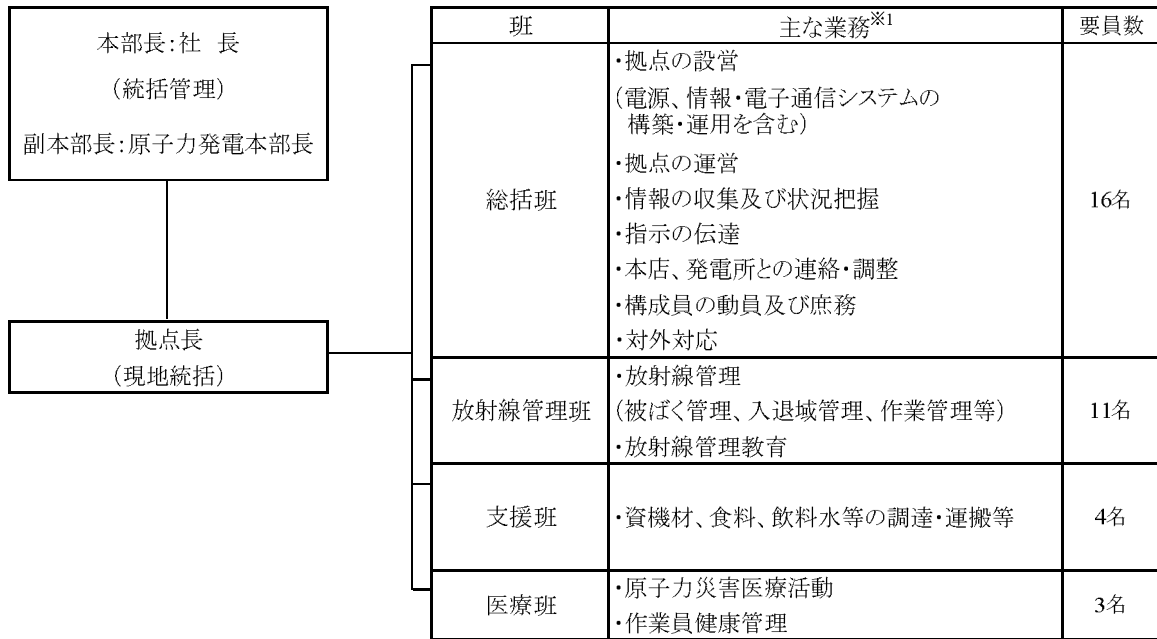 本部長：社 長
（統括管理）
副本部長：原子力発電本部長
拠点長
（現地統括）
班 主な業務※1 要員数
総括班
・拠点の設営
（電源、情報・電子通信システムの
構築・運用を含む）
・拠点の運営
・情報の収集及び状況把握
・指示の伝達
・本店、発電所との連絡・調整
・構成員の動員及び庶務
・対外対応
16名
放射線管理班
・放射線管理
（被ばく管理、入退域管理、作業管理等）
・放射線管理教育
11名
支援班
・資機材、食料、飲料水等の調達・運搬等
4名
医療班
・原子力災害医療活動
・作業員健康管理
3名